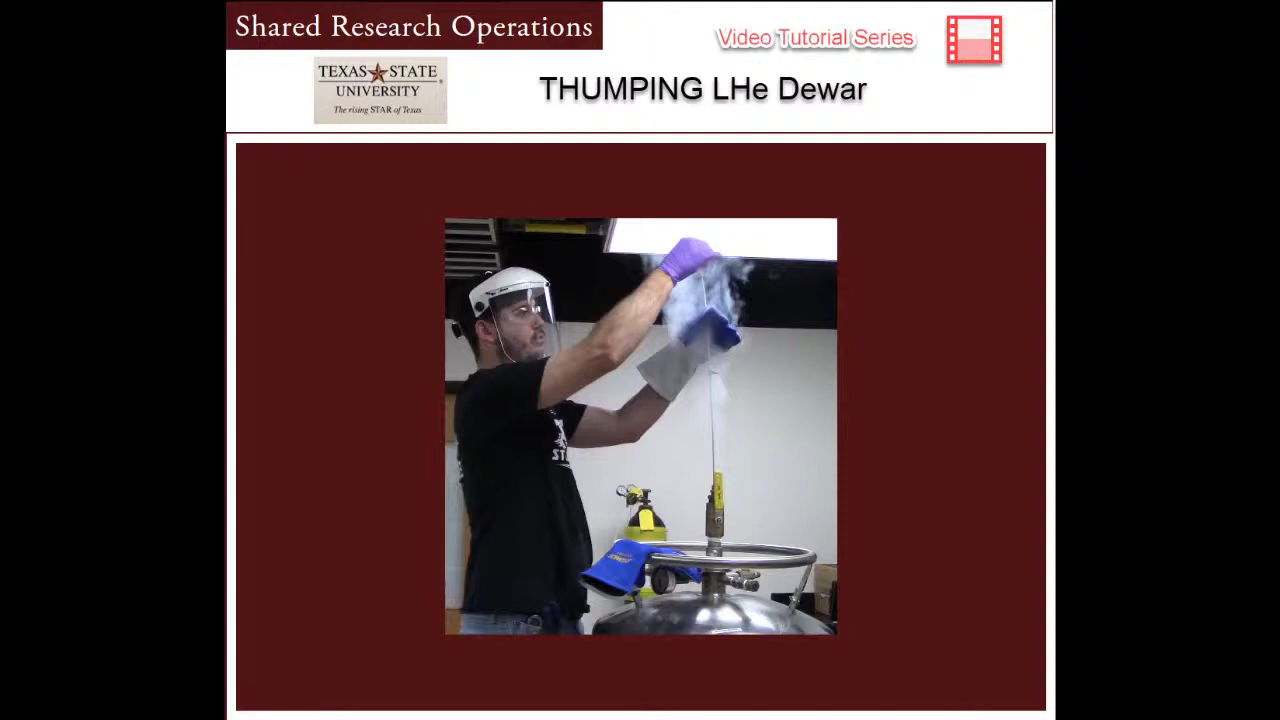 Shared Research Operations
Video Tutorial Series
TEXAS STATE
UNIVERSITY
The rising STAR of Texas
THUMPING LHe Dewar